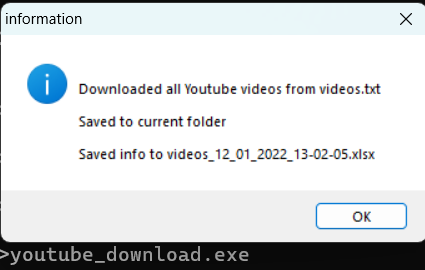 information
Downloaded all Youtube videos from videos.txt
Saved to current folder
Saved info to videos_12_01_2022_13-02-05.xlsx
OK
>youtube_download.exe